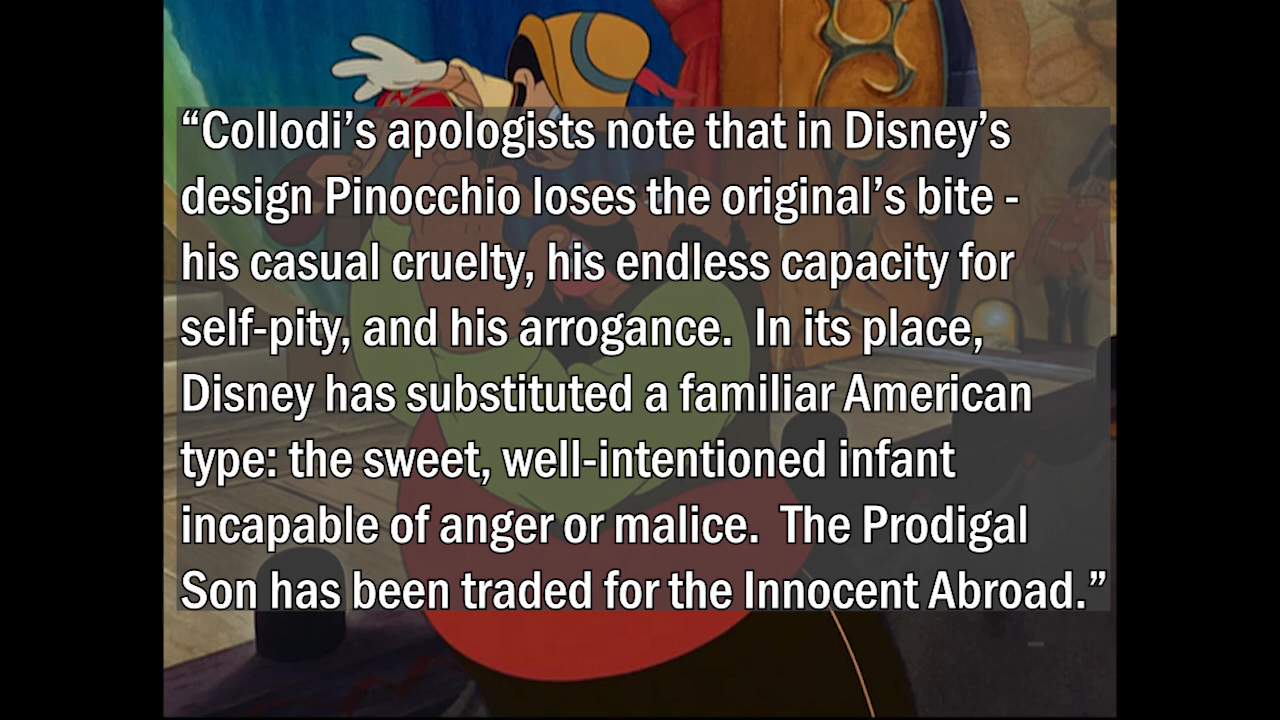 “Collodi’s apologists note that in Disney’s
design Pinocchio loses the original’s bite -
his casual cruelty, his endless capacity for
self-pity, and his arrogance.  In its place,
Disney has substituted a familiar American
type: the sweet, well-intentioned infant
incapable of anger or malice.  The Prodigal
Son has been traded for the Innocent Abroad.”